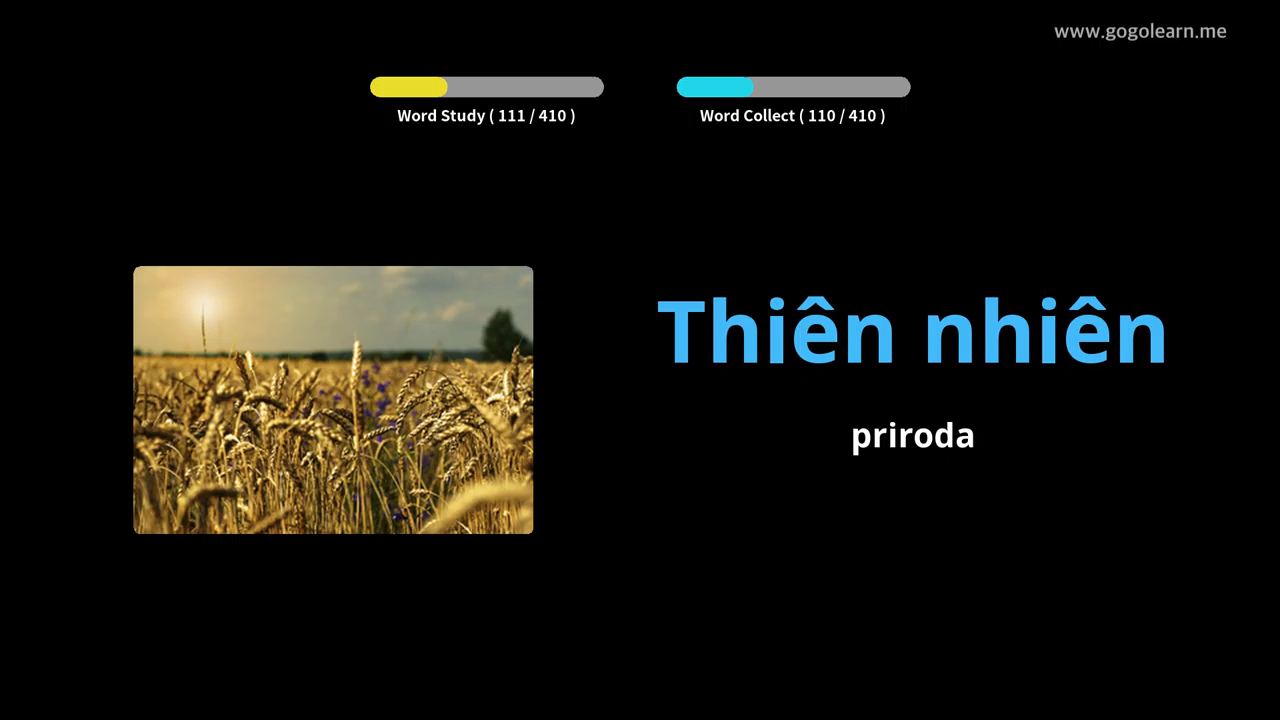 www.gogolearn.me
Word Study ( 111 / 410 )
Word Collect ( 110 / 410 )
Thiên nhiên
priroda